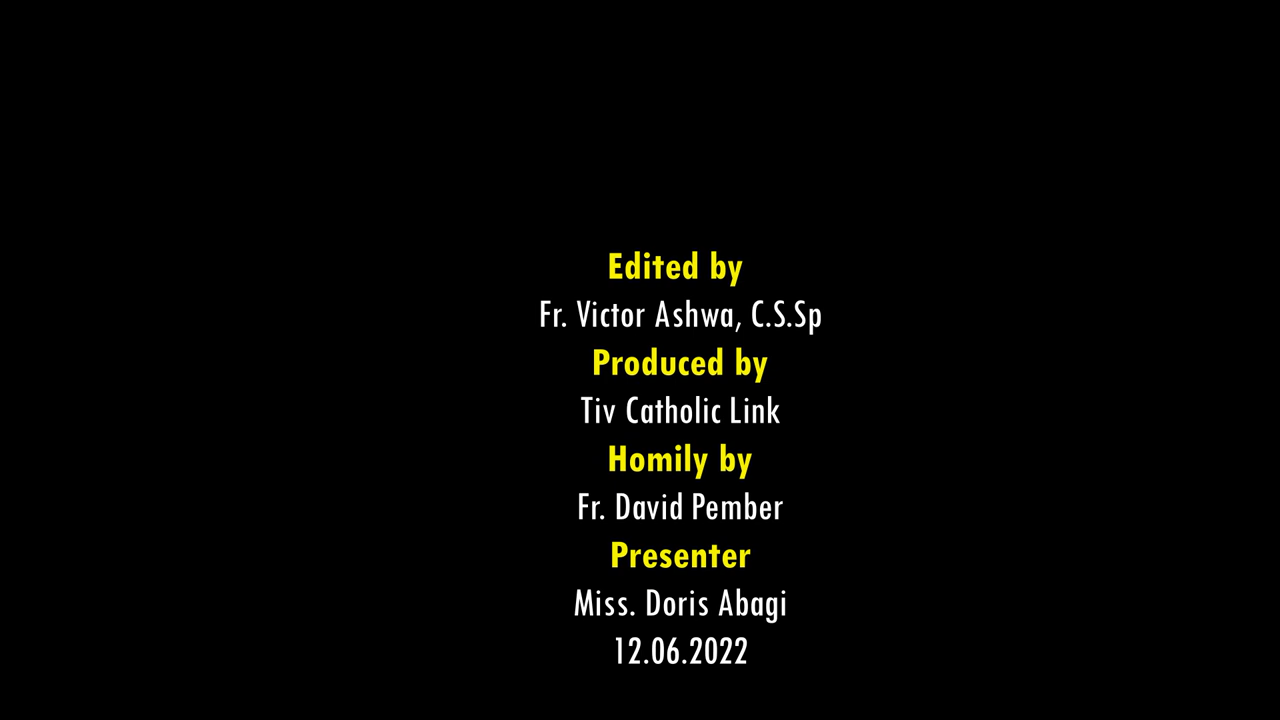 Edited by
Fr. Victor Ashwa, C.S.Sp
Produced by
Tiv Catholic Link
Homily by
Fr. David Pember
Presenter
Miss. Doris Abagi
12.06.2022